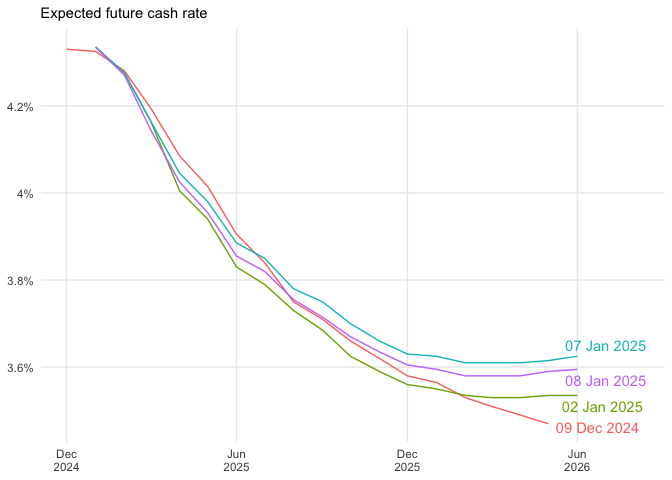 Expected future cash rate
4.2%
4%
3.8%
3.6%
07 Jan 2025
08 Jan 2025
02 Jan 2025
09 Dec 2024
Dec
2024
Jun
2025
Dec
2025
Jun
2026